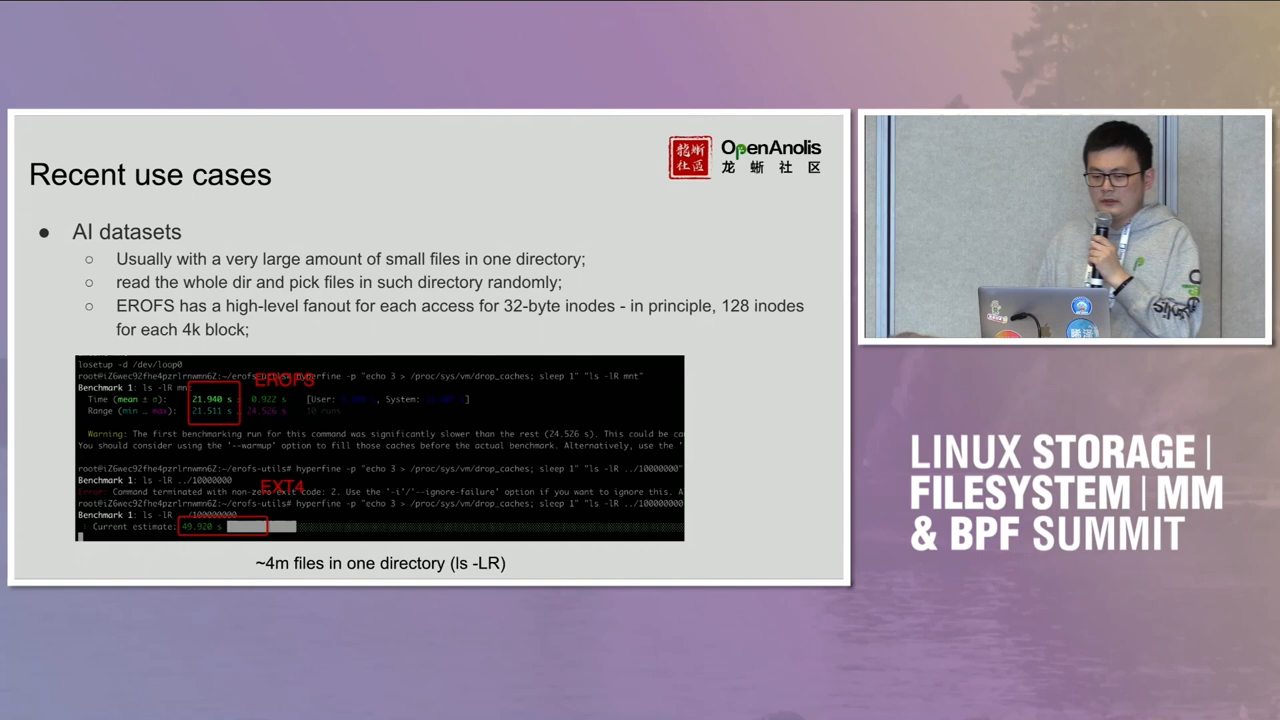 Recent use cases
龙蜥
社区
OpenAnolis
龙 蜥 社 区
● AI datasets
○ Usually with a very large amount of small files in one directory;
○ read the whole dir and pick files in such directory randomly;
○ EROFS has a high-level fanout for each access for 32-byte inodes - in principle, 128 inodes
for each 4k block;
losetup -d /dev/loop0
EROFS
Benchmark 1: ls -lR mnt
Time (mean ± σ): 21.940 s 0.922 s [User: , System: ]
Range (min … max): 21.511 s 24.526 s 10 runs
Warning: The first benchmarking run for this command was significantly slower than the rest (24.526 s). This could be ca
You should consider using the '--warmup' option to fill those caches before the actual benchmark. Alternatively, use the '
Benchmark 1: ls -lR ../10000000
EXT4
Error: Command terminated with non-zero exit code: 2. Use the '-i'/'--ignore-failure' option if you want to ignore this. A
Benchmark 1: ls -lR ../100000000
Current estimate: 49.920 s
~4m files in one directory (ls -LR)
LINUX STORAGE |
FILESYSTEM | MM
& BPF SUMMIT